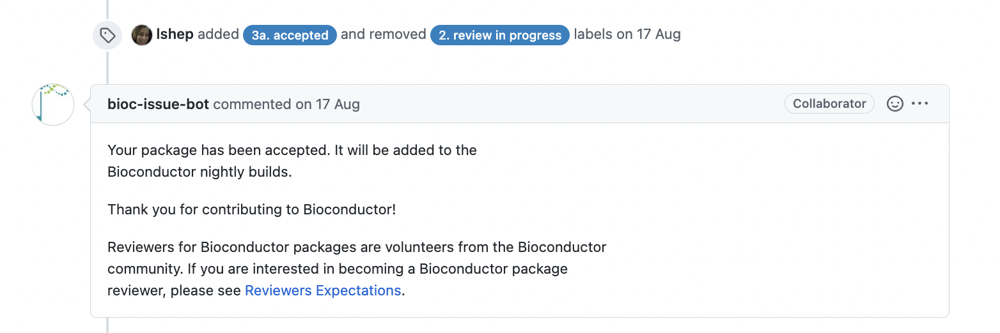 lshep added 3a. accepted and removed 2. review in progress labels on 17 Aug
bioc-issue-bot commented on 17 Aug Collaborator
Your package has been accepted. It will be added to the
Bioconductor nightly builds.
Thank you for contributing to Bioconductor!
Reviewers for Bioconductor packages are volunteers from the Bioconductor
community. If you are interested in becoming a Bioconductor package
reviewer, please see Reviewers Expectations.